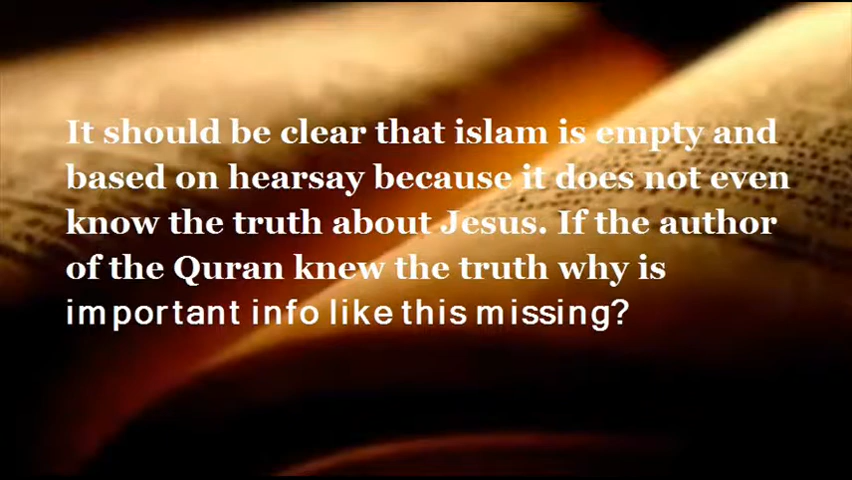 It should be clear that islam is empty and
based on hearsay because it does not even
know the truth about Jesus. If the author
of the Quran knew the truth why is
important info like this missing?